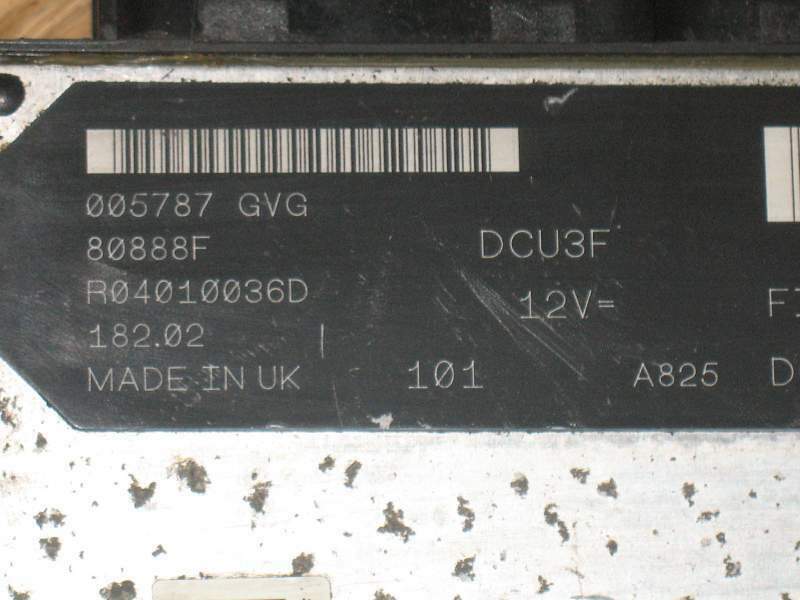 005787 GVG
80888F
DCU3F
R04010036D
12V=
182.02
MADE IN UK
101
A825